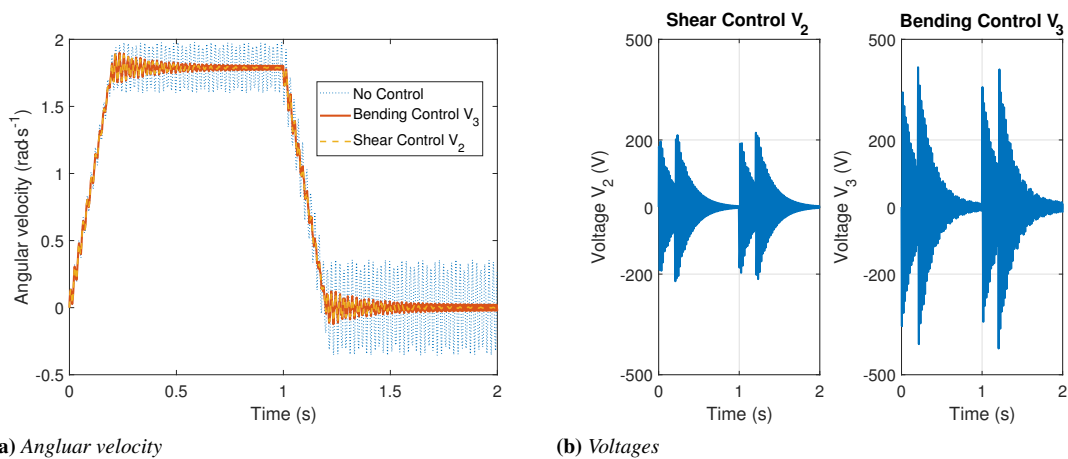 2
1.5
1
0.5
0
-0.5
Angular velocity (rad·s⁻¹)
0
0.5
1
1.5
2
Time (s)
No Control
Bending Control V₃
Shear Control V₂
a) Angluar velocity
Shear Control V₂
500
200
0
-200
-500
Voltage V₂ (V)
0
1
2
Time (s)
Bending Control V₃
500
200
0
-200
-500
Voltage V₃ (V)
0
1
2
Time (s)
(b) Voltages